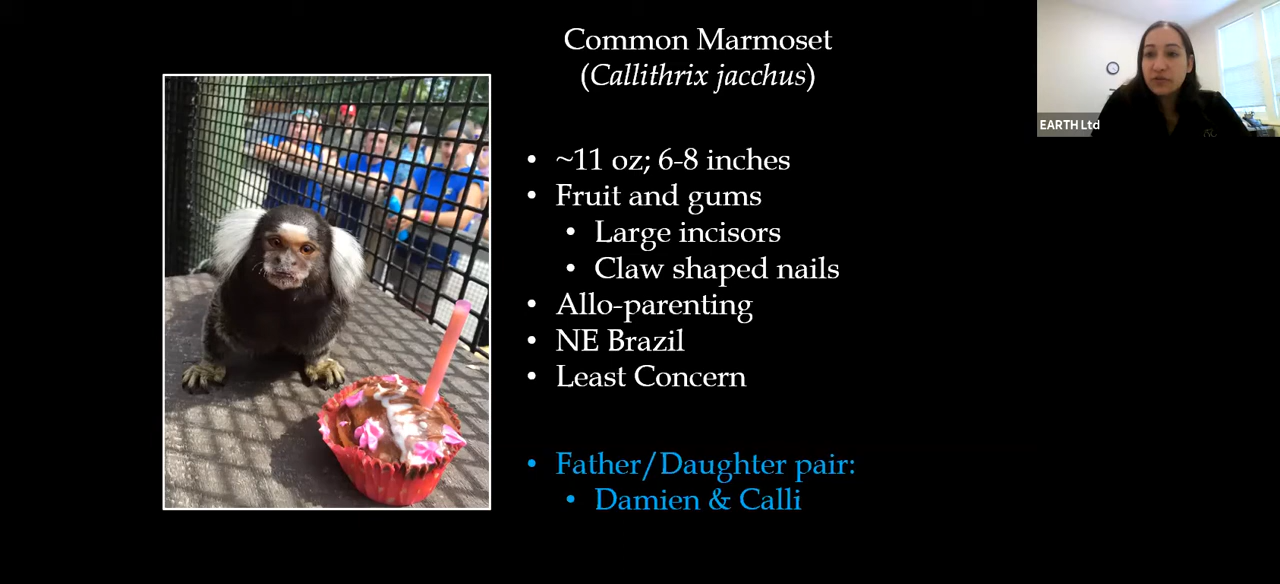 Common Marmoset
(Callithrix jacchus)
EARTH Ltd
• ~11 oz; 6-8 inches
• Fruit and gums
• Large incisors
• Claw shaped nails
• Allo-parenting
• NE Brazil
• Least Concern
• Father/Daughter pair:
• Damien & Calli